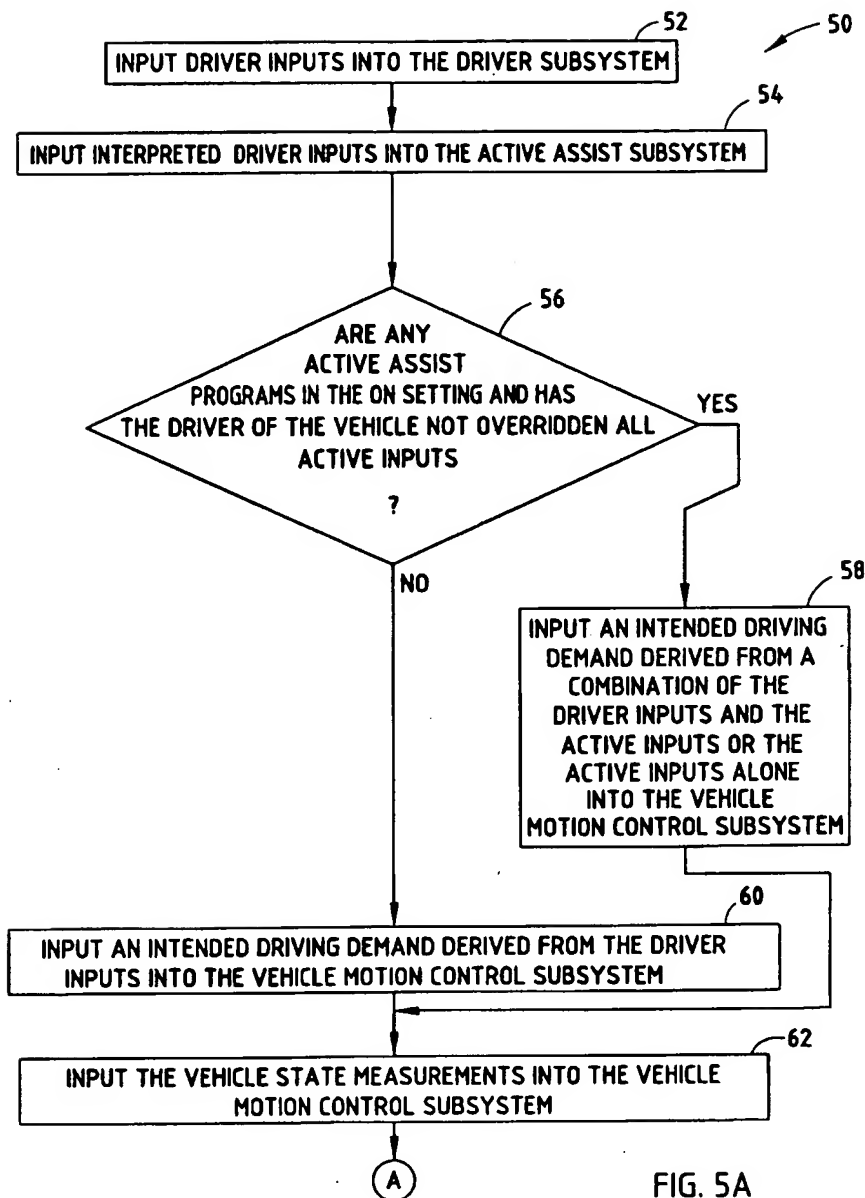 52
50
INPUT DRIVER INPUTS INTO THE DRIVER SUBSYSTEM
54
INPUT INTERPRETED DRIVER INPUTS INTO THE ACTIVE ASSIST SUBSYSTEM
56
ARE ANY
ACTIVE ASSIST
PROGRAMS IN THE ON SETTING AND HAS
THE DRIVER OF THE VEHICLE NOT OVERRIDDEN ALL
ACTIVE INPUTS
?
YES
NO
58
INPUT AN INTENDED DRIVING
DEMAND DERIVED FROM A
COMBINATION OF THE
DRIVER INPUTS AND THE
ACTIVE INPUTS OR THE
ACTIVE INPUTS ALONE
INTO THE VEHICLE
MOTION CONTROL SUBSYSTEM
60
INPUT AN INTENDED DRIVING DEMAND DERIVED FROM THE DRIVER
INPUTS INTO THE VEHICLE MOTION CONTROL SUBSYSTEM
62
INPUT THE VEHICLE STATE MEASUREMENTS INTO THE VEHICLE
MOTION CONTROL SUBSYSTEM
A
FIG. 5A